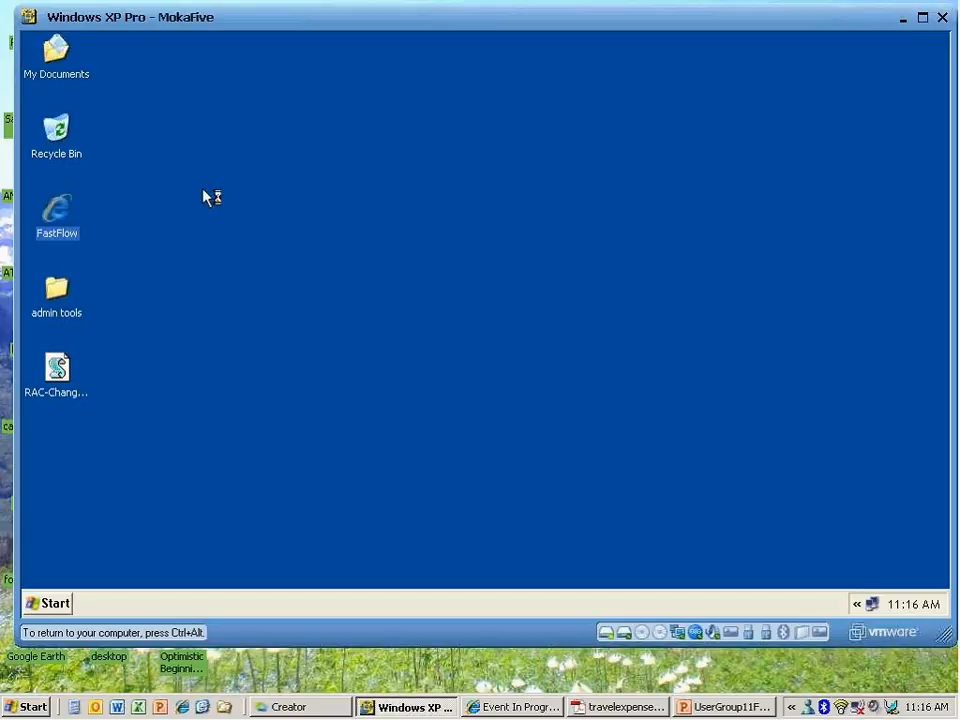 Windows XP Pro - MokaFive
My Documents
Recycle Bin
FastFlow
admin tools
RAC-Chang...
Start
« 11:16 AM
To return to your computer, press Ctrl+Alt.
vmware
Google Earth
desktop
Optimistic
Beginni...
Start
Creator
Windows XP ...
Event In Progr...
travelexpense...
UserGroup11F...
« 11:16 AM